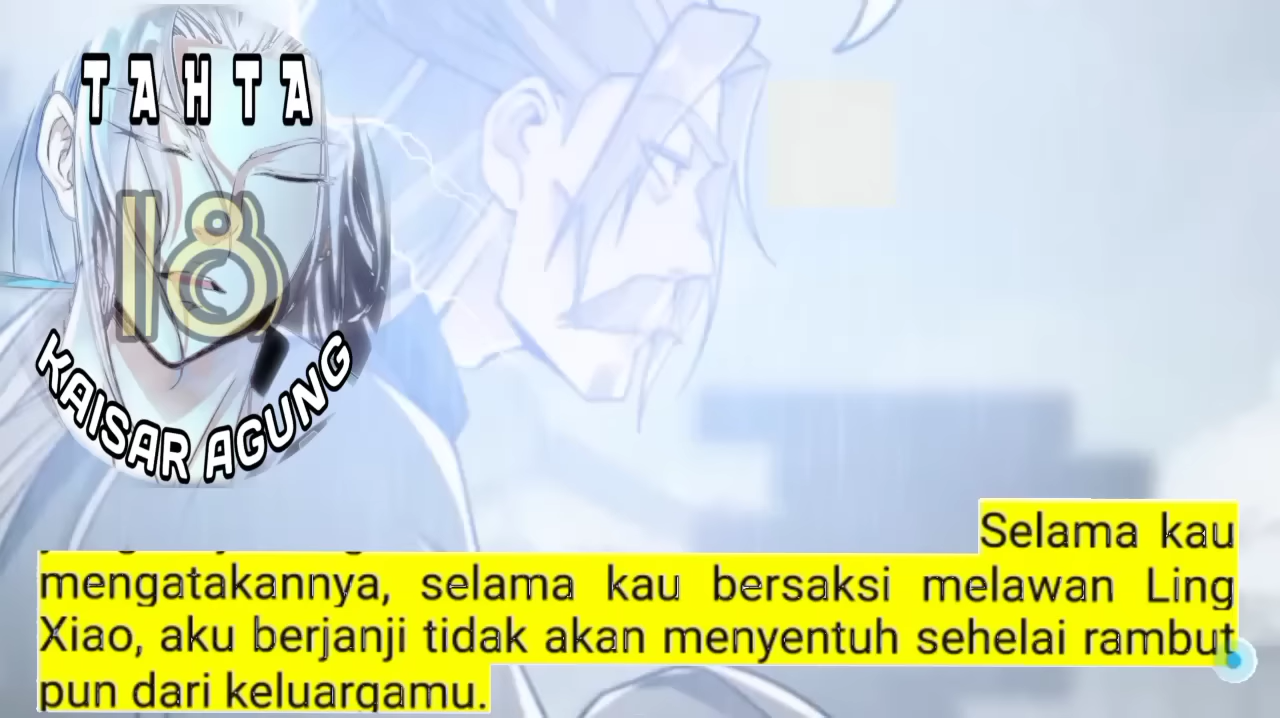 TAHTA
18
KAISAR AGUNG
Selama kau
mengatakannya, selama kau bersaksi melawan Ling
Xiao, aku berjanji tidak akan menyentuh sehelai rambut
pun dari keluargamu.